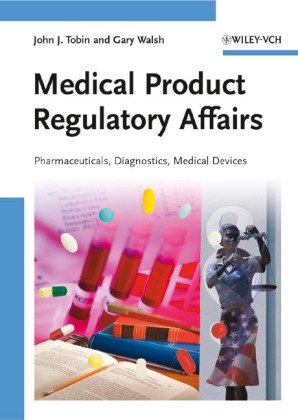 John J. Tobin and Gary Walsh
WILEY-VCH
Medical Product
Regulatory Affairs
Pharmaceuticals, Diagnostics, Medical Devices